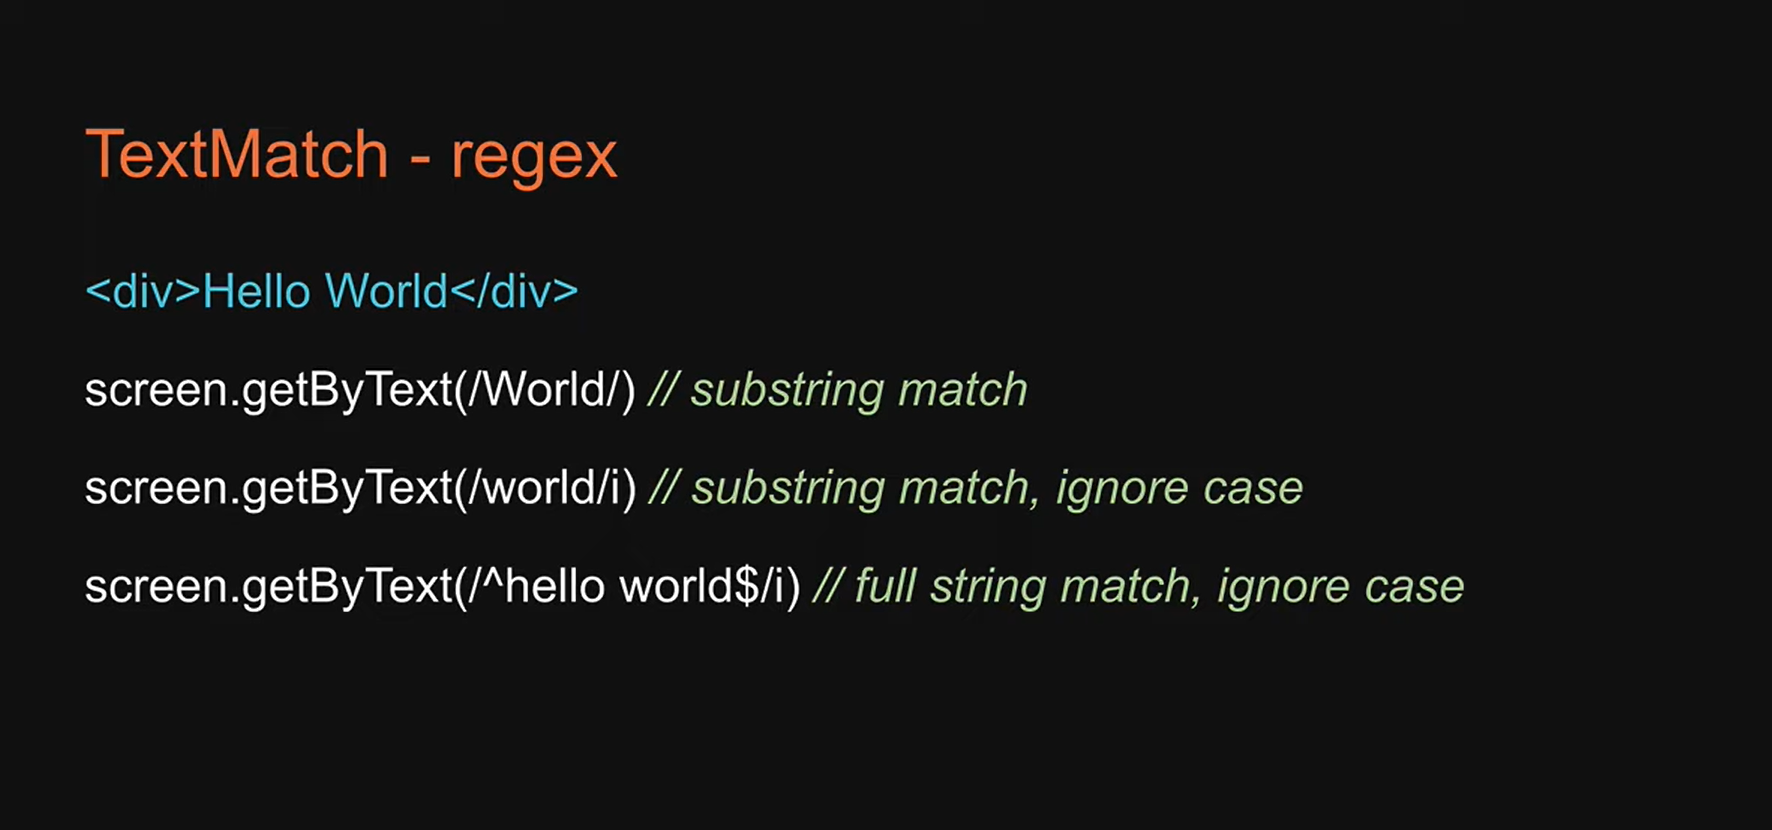 TextMatch - regex
<div>Hello World</div>
screen.getByText(/World/) // substring match
screen.getByText(/world/i) // substring match, ignore case
screen.getByText(/^hello world$/i) // full string match, ignore case